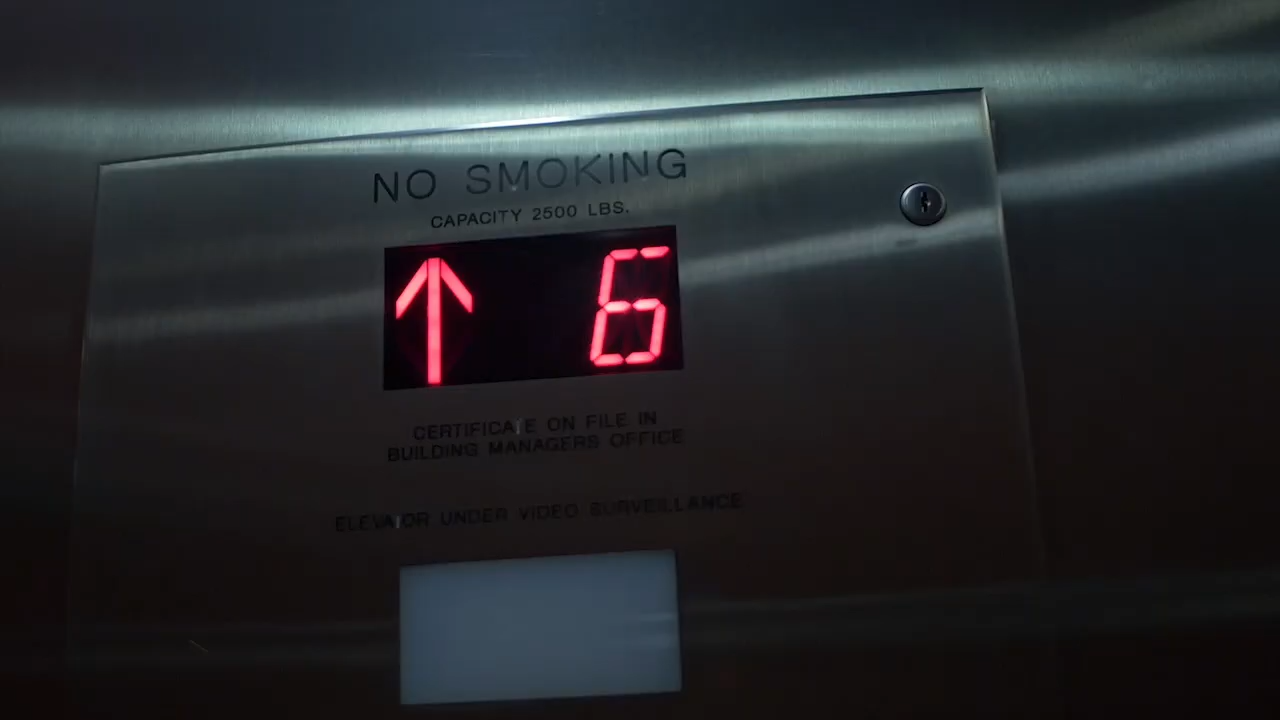 NO SMOKING
CAPACITY 2500 LBS.
↑ 6
CERTIFICATE ON FILE IN
BUILDING MANAGERS OFFICE
ELEVATOR UNDER VIDEO SURVEILLANCE